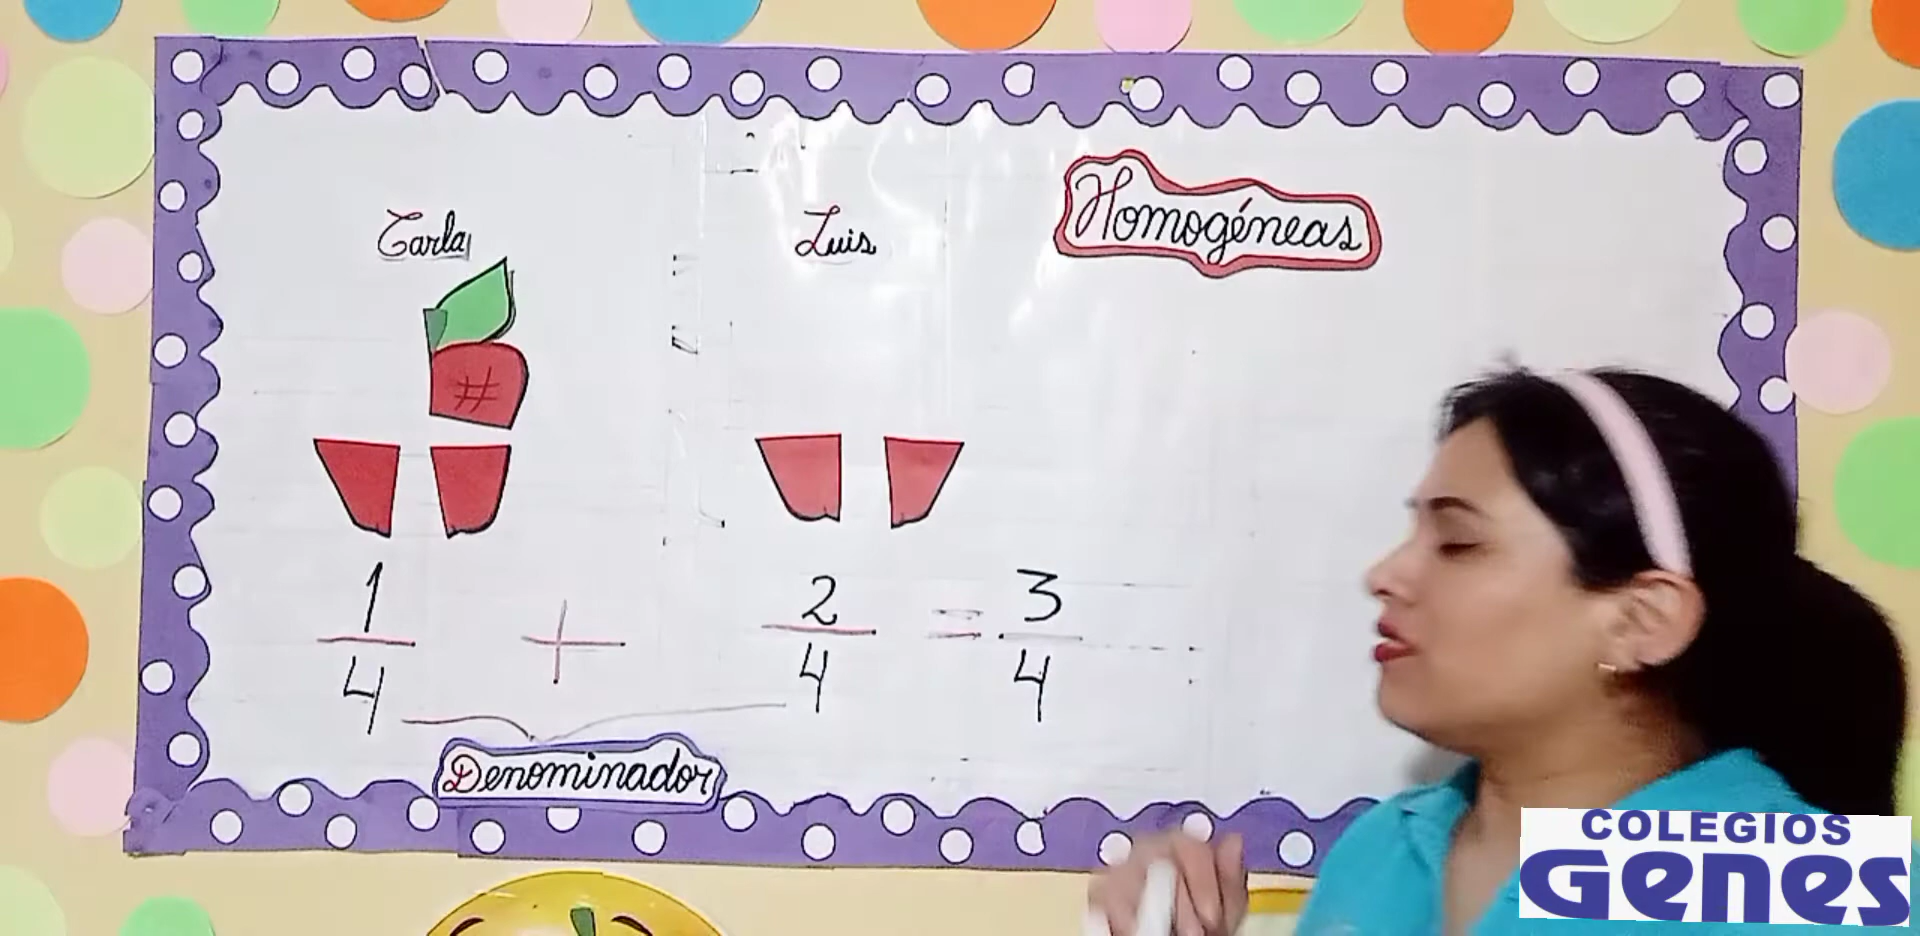 Carla
Luis
Homogéneas
#
1/4 + 2/4 = 3/4
Denominador
COLEGIOS
Genes